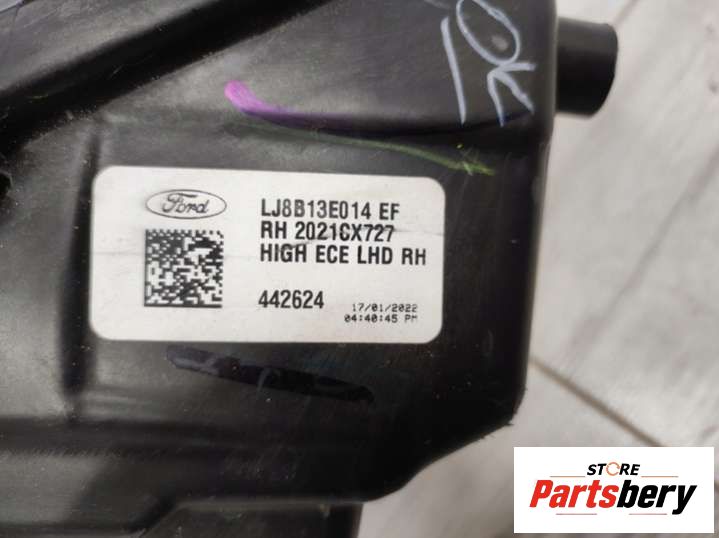 OK
Ford
LJ8B13E014 EF
RH 2021CX727
HIGH ECE LHD RH
442624
17/01/2022
04:40:45 PM
STORE
Partsbery